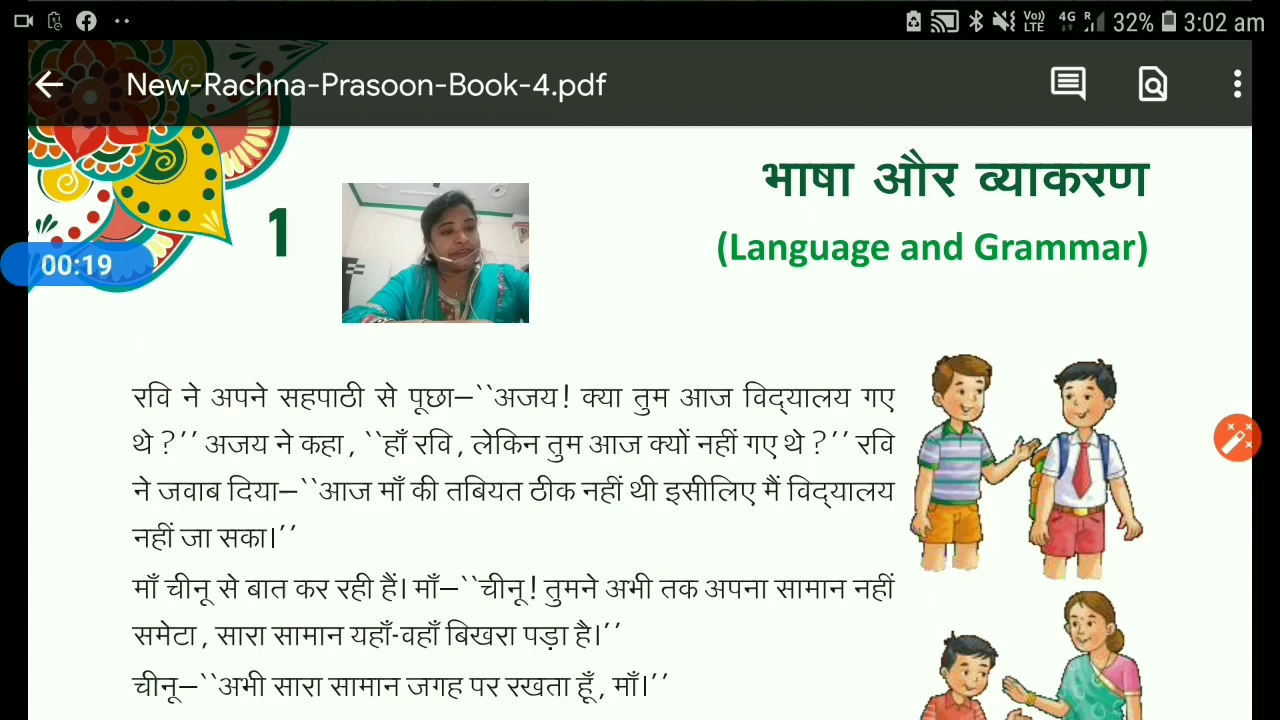 32% 3:02 am
New-Rachna-Prasoon-Book-4.pdf
भाषा और व्याकरण
1
(Language and Grammar)
00:19
रवि ने अपने सहपाठी से पूछा–``अजय! क्या तुम आज विद्‌यालय गए
थे ?’’ अजय ने कहा, ``हाँ रवि, लेकिन तुम आज क्यों नहीं गए थे ?’’ रवि
ने जवाब दिया–``आज माँ की तबियत ठीक नहीं थी इसीलिए मैं विद्‌यालय
नहीं जा सका।’’
माँ चीनू से बात कर रही हैं। माँ–``चीनू! तुमने अभी तक अपना सामान नहीं
समेटा, सारा सामान यहाँ-वहाँ बिखरा पड़ा है।’’
चीनू–``अभी सारा सामान जगह पर रखता हूँ, माँ।’’